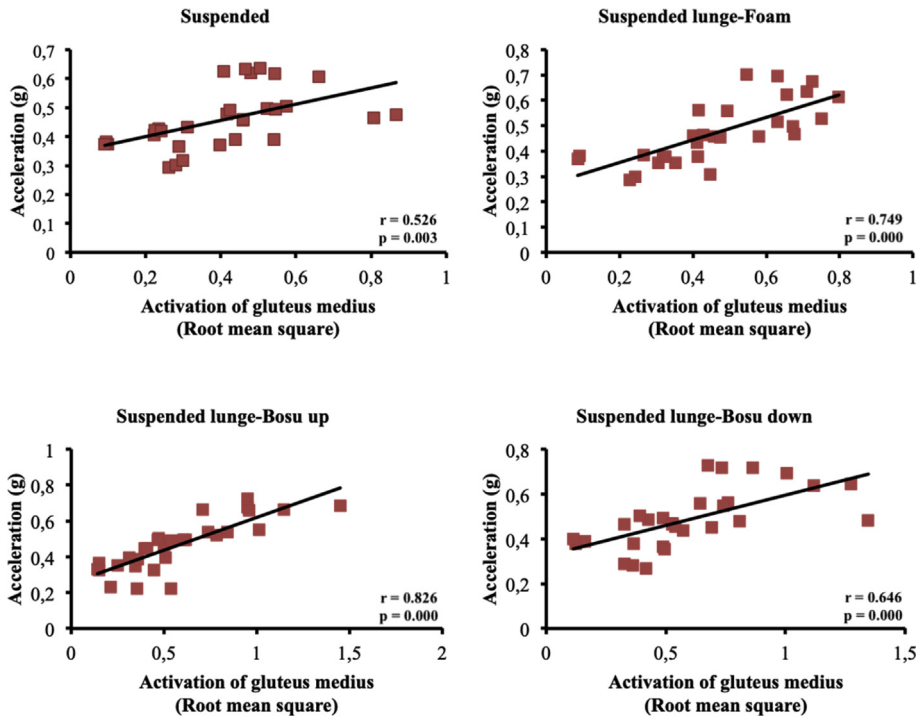 Suspended
0,7
0,6
0,5
0,4
0,3
0,2
0,1
0
Acceleration (g)
r = 0.526
p = 0.003
0 0,2 0,4 0,6 0,8 1
Activation of gluteus medius
(Root mean square)
Suspended lunge-Foam
0,8
0,7
0,6
0,5
0,4
0,3
0,2
0,1
0
Acceleration (g)
r = 0.749
p = 0.000
0 0,2 0,4 0,6 0,8 1
Activation of gluteus medius
(Root mean square)
Suspended lunge-Bosu up
1
0,8
0,6
0,4
0,2
0
Acceleration (g)
r = 0.826
p = 0.000
0 0,5 1 1,5 2
Activation of gluteus medius
(Root mean square)
Suspended lunge-Bosu down
0,8
0,6
0,4
0,2
0
Acceleration (g)
r = 0.646
p = 0.000
0 0,5 1 1,5
Activation of gluteus medius
(Root mean square)